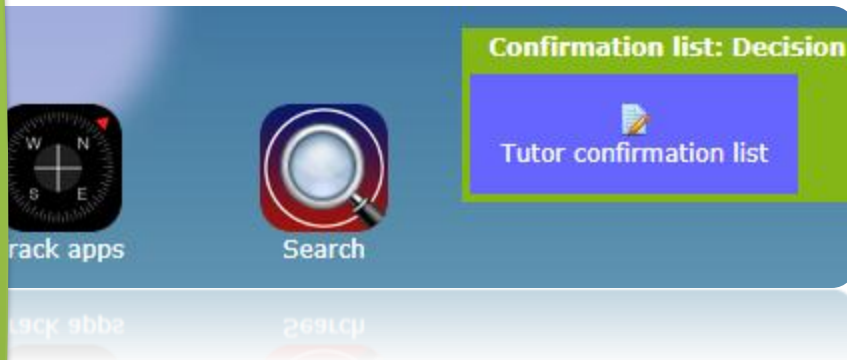 Confirmation list: Decision
Tutor confirmation list
W N
S E
rack apps
Search